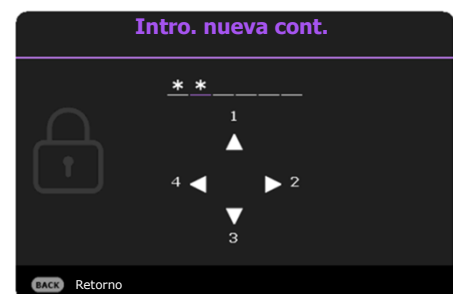 Intro. nueva cont.
* * _ _ _ _
1
4 2
3
BACK Retorno